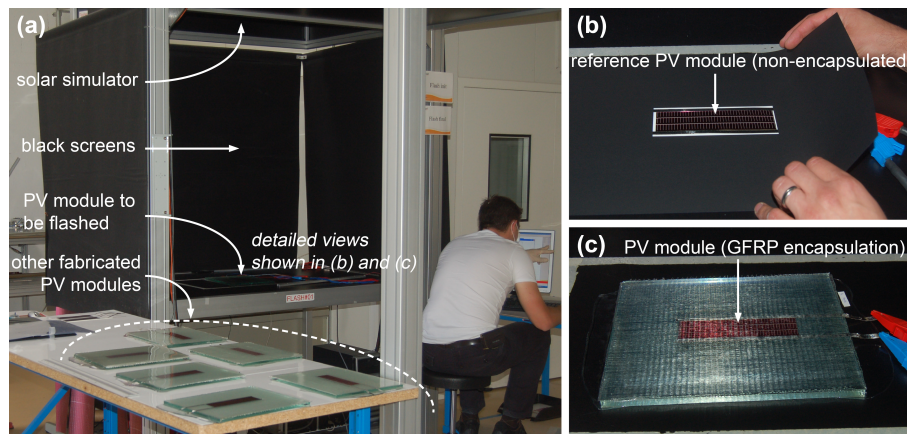 (a)
solar simulator
black screens
PV module to
be flashed
detailed views
shown in (b) and (c)
other fabricated
PV modules
FLASH01
(b)
reference PV module (non-encapsulated
(c)
PV module (GFRP encapsulation)